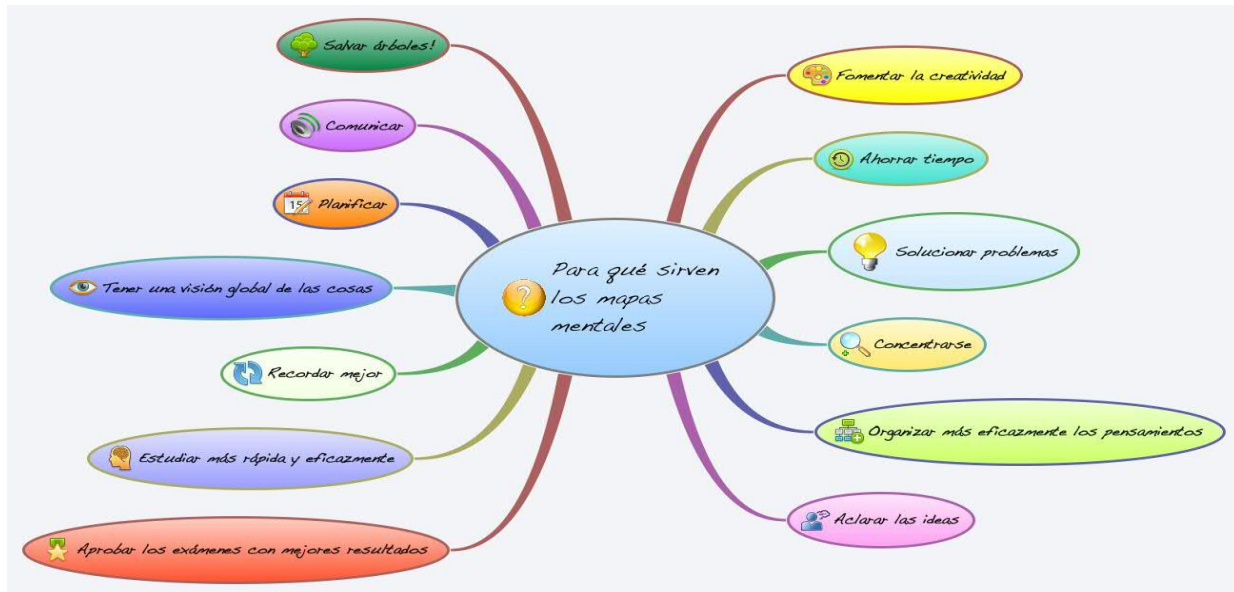 Para qué sirven
los mapas
mentales
Fomentar la creatividad
Ahorrar tiempo
Solucionar problemas
Concentrarse
Organizar más eficazmente los pensamientos
Aclarar las ideas
Aprobar los exámenes con mejores resultados
Estudiar más rápida y eficazmente
Recordar mejor
Tener una visión global de las cosas
15
Planificar
Comunicar
Salvar árboles!